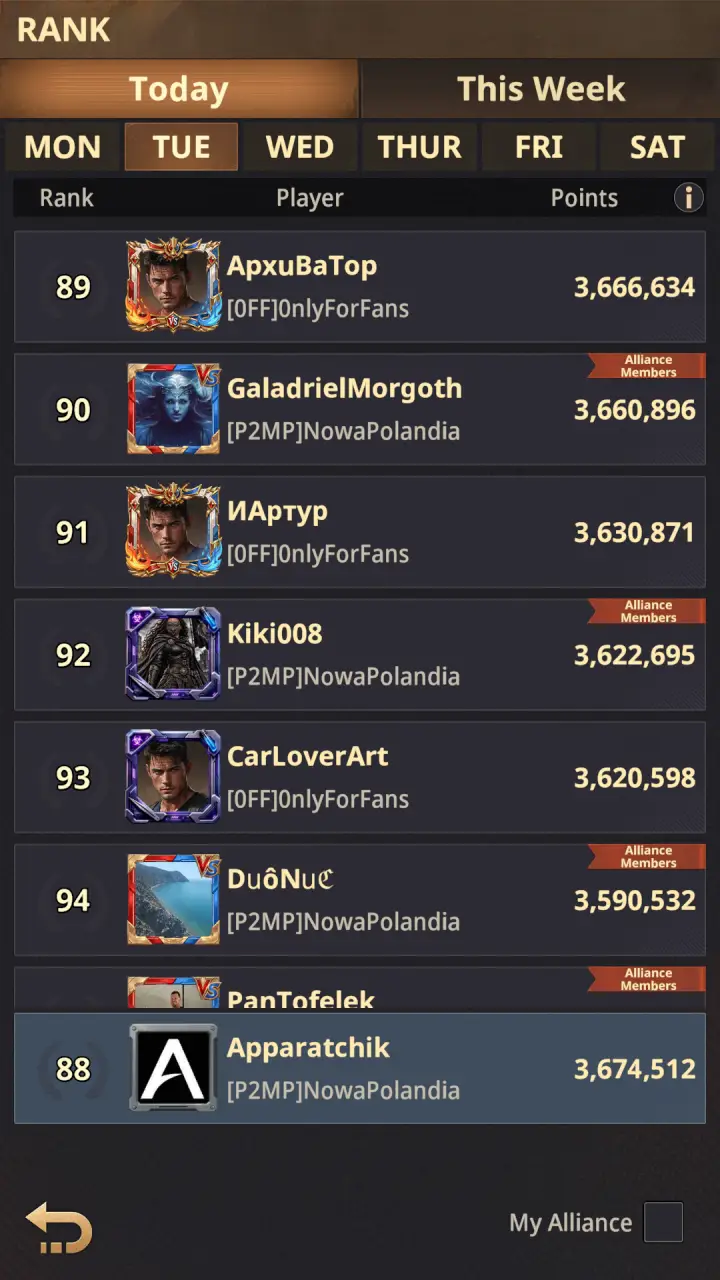 RANK
Today
This Week
MON
TUE
WED
THUR
FRI
SAT
Rank
Player
Points
89
АрхиВаТор
[0FF]0nlyForFans
3,666,634
Alliance Members
90
GaladrielMorgoth
[P2MP]NowaPolandia
3,660,896
91
ИАртур
[0FF]0nlyForFans
3,630,871
Alliance Members
92
Kiki008
[P2MP]NowaPolandia
3,622,695
93
CarLoverArt
[0FF]0nlyForFans
3,620,598
Alliance Members
94
DuôNuℭ
[P2MP]NowaPolandia
3,590,532
Alliance Members
PanTofelek
88
Apparatchik
[P2MP]NowaPolandia
3,674,512
My Alliance